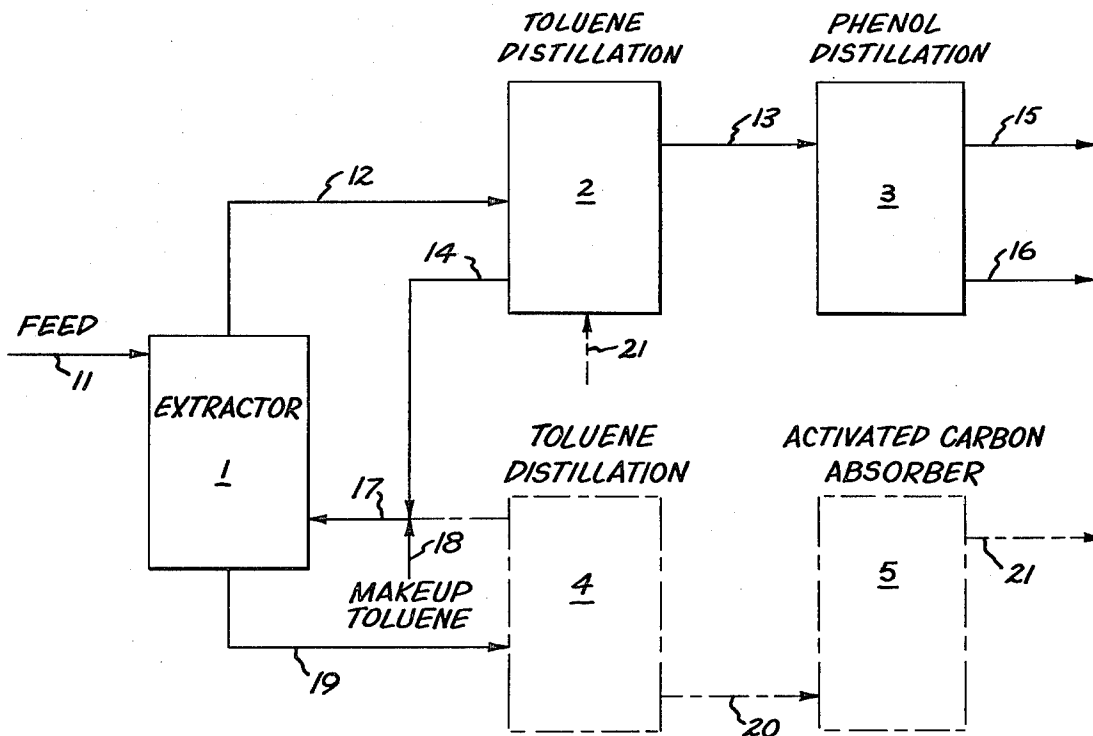 TOLUENE
DISTILLATION
PHENOL
DISTILLATION
13
15
12
2
3
14
16
FEED
11
21
EXTRACTOR
1
TOLUENE
DISTILLATION
ACTIVATED CARBON
ABSORBER
17
18
MAKEUP
TOLUENE
4
5
21
19
20